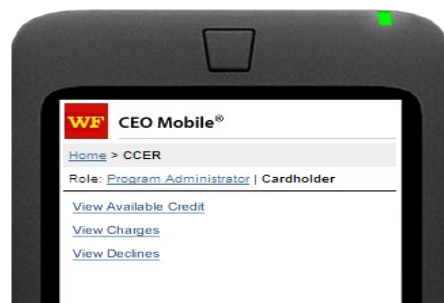 WF CEO Mobile®
Home > CCER
Role: Program Administrator | Cardholder
View Available Credit
View Charges
View Declines